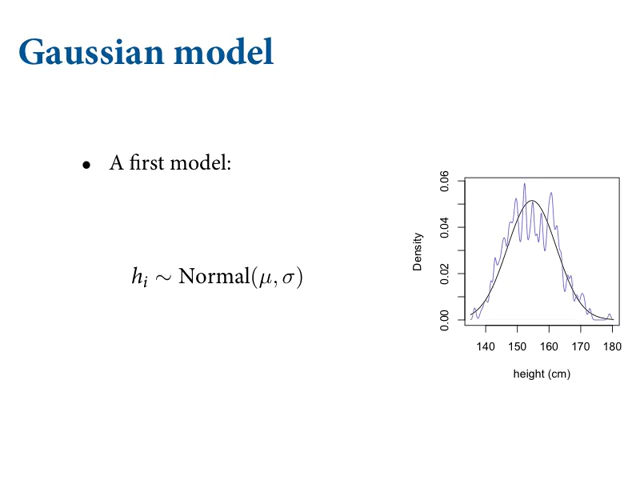 Gaussian model
• A first model:
hᵢ ∼ Normal(μ, σ)
Density
0.06
0.04
0.02
0.00
140 150 160 170 180
height (cm)